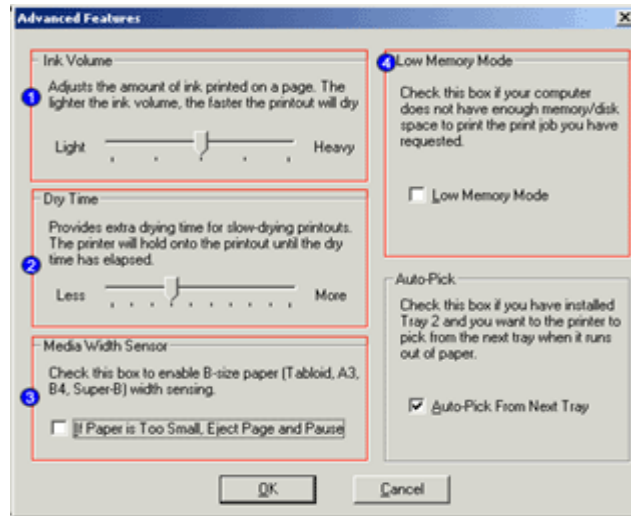 Advanced Features
Ink Volume
1
Adjusts the amount of ink printed on a page. The
lighter the ink volume, the faster the printout will dry
Light
Heavy
Dry Time
Provides extra drying time for slow-drying printouts.
The printer will hold onto the printout until the dry
time has elapsed.
2
Less
More
Media Width Sensor
Check this box to enable B-size paper (Tabloid, A3,
B4, Super-B) width sensing.
3
If Paper is Too Small, Eject Page and Pause
4
Low Memory Mode
Check this box if your computer
does not have enough memory/disk
space to print the print job you have
requested.
Low Memory Mode
Auto-Pick
Check this box if you have installed
Tray 2 and you want to the printer to
pick from the next tray when it runs
out of paper.
Auto-Pick From Next Tray
OK
Cancel